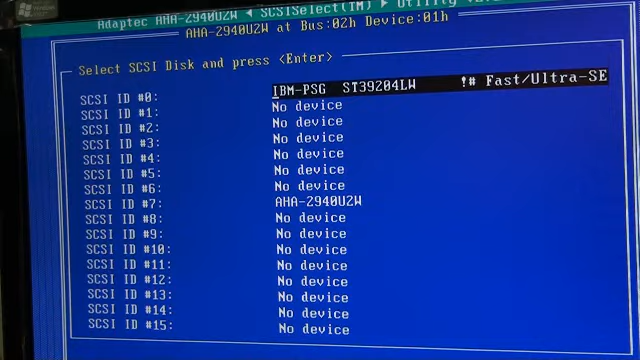 Adaptec AHA-2940U2W ◄ SCSISelect(TM) ► Utility
AHA-2940U2W at Bus:02h Device:01h
Select SCSI Disk and press <Enter>
SCSI ID #0: IBM-PSG ST39204LW !# Fast/Ultra-SE
SCSI ID #1: No device
SCSI ID #2: No device
SCSI ID #3: No device
SCSI ID #4: No device
SCSI ID #5: No device
SCSI ID #6: No device
SCSI ID #7: AHA-2940U2W
SCSI ID #8: No device
SCSI ID #9: No device
SCSI ID #10: No device
SCSI ID #11: No device
SCSI ID #12: No device
SCSI ID #13: No device
SCSI ID #14: No device
SCSI ID #15: No device